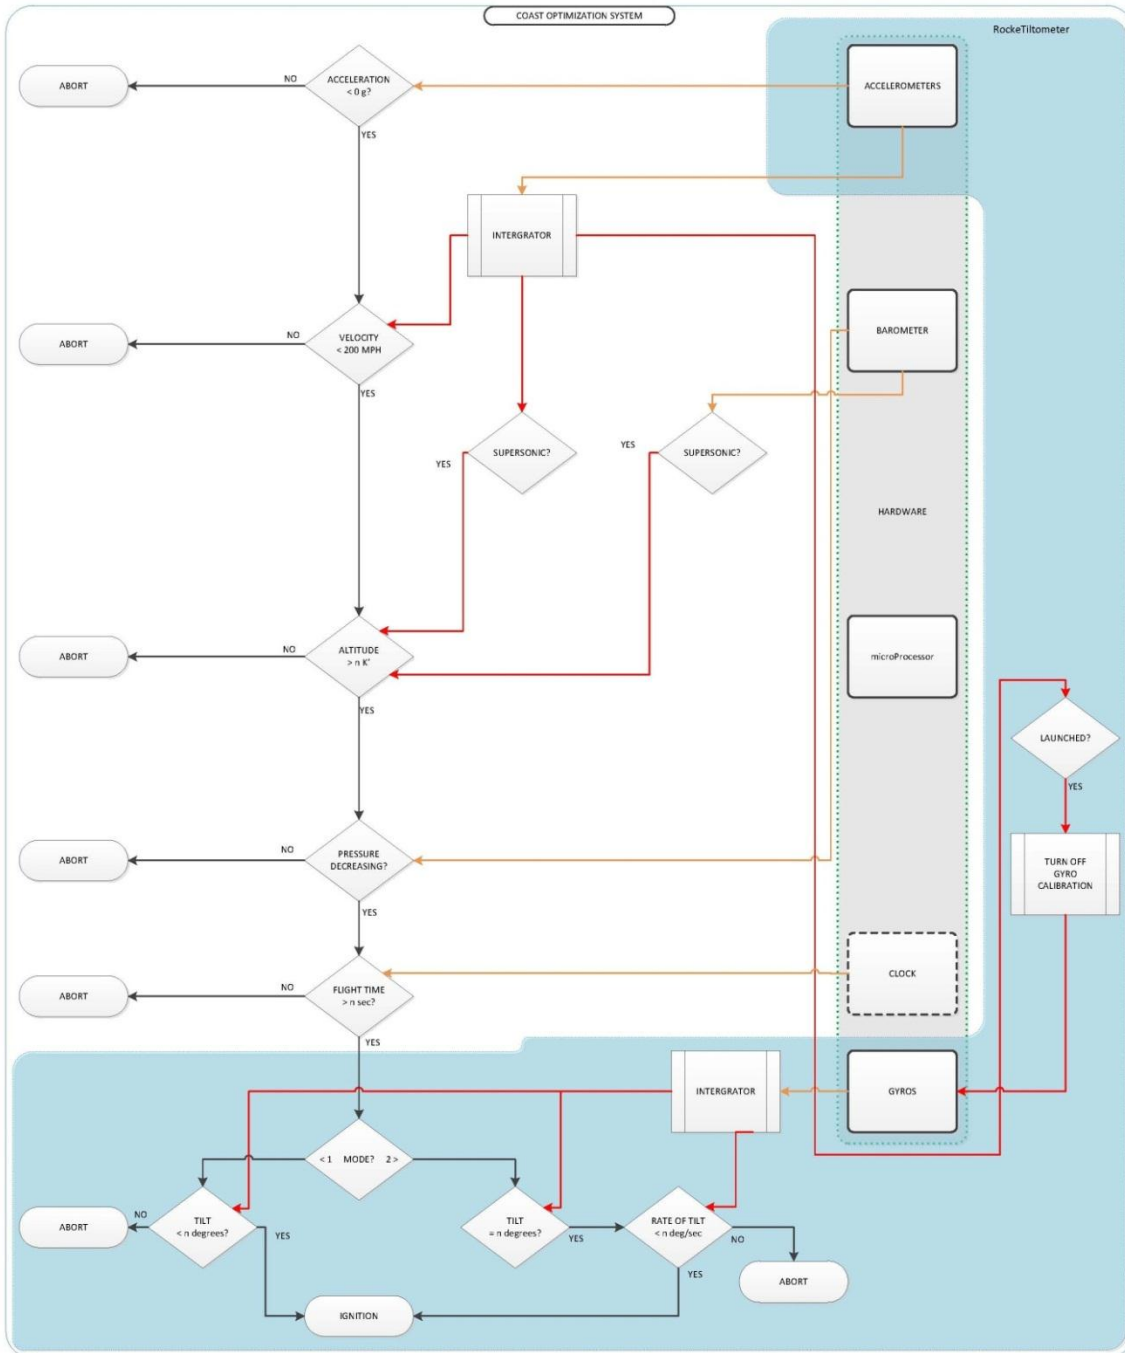 COAST OPTIMIZATION SYSTEM
RockeTiltometer
ABORT
NO
ACCELERATION
< 0 g?
YES
ACCELEROMETERS
INTERGRATOR
ABORT
NO
VELOCITY
< 200 MPH
YES
BAROMETER
SUPERSONIC?
YES
SUPERSONIC?
YES
HARDWARE
ABORT
NO
ALTITUDE
> n K'
YES
microProcessor
LAUNCHED?
YES
TURN OFF
GYRO
CALIBRATION
ABORT
NO
PRESSURE
DECREASING?
YES
ABORT
NO
FLIGHT TIME
> n sec?
YES
CLOCK
INTERGRATOR
GYROS
< 1 MODE? 2 >
ABORT
NO
TILT
< n degrees?
YES
TILT
= n degrees?
YES
RATE OF TILT
< n deg/sec
NO
YES
ABORT
IGNITION